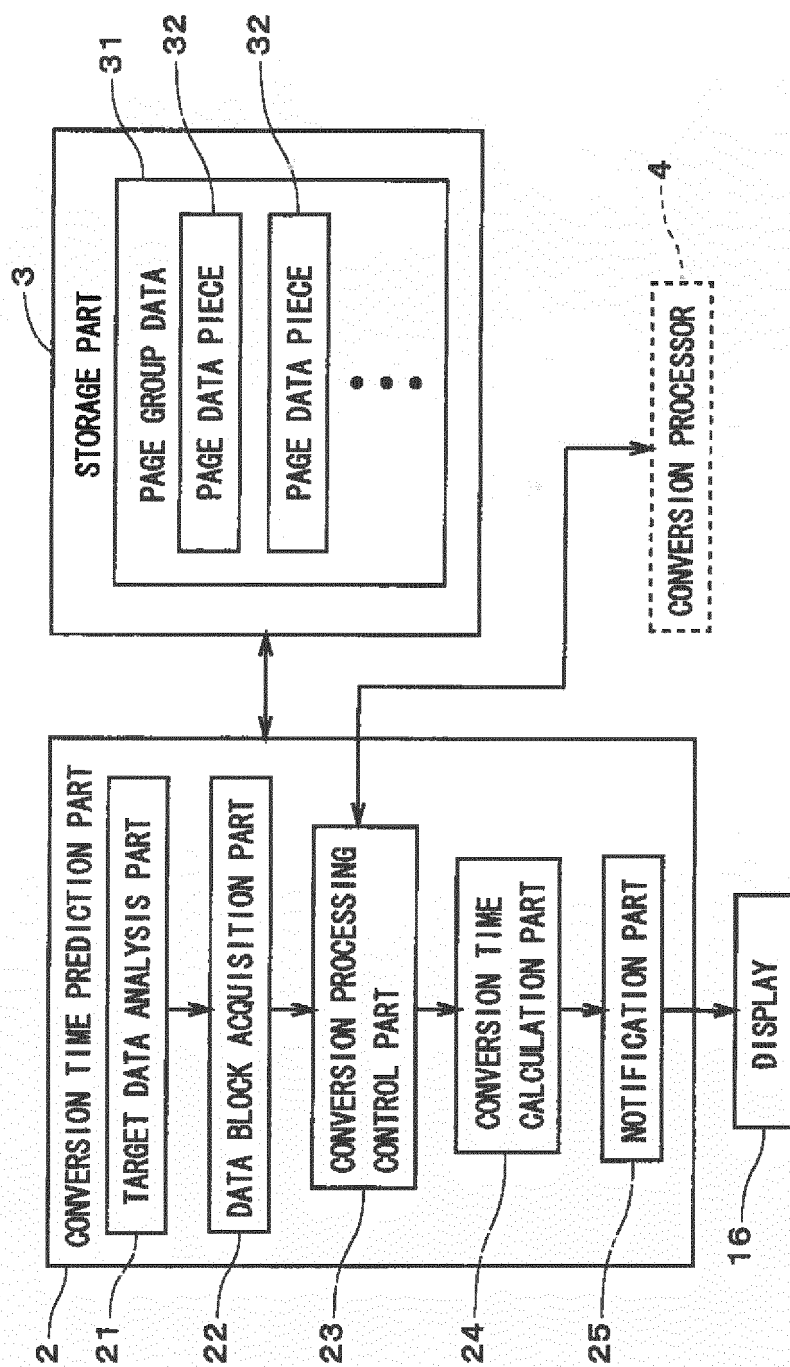 2
CONVERSION TIME PREDICTION PART
21
TARGET DATA ANALYSIS PART
22
DATA BLOCK ACQUISITION PART
23
CONVERSION PROCESSING
CONTROL PART
24
CONVERSION TIME
CALCULATION PART
25
NOTIFICATION PART
16
DISPLAY
3
STORAGE PART
31
PAGE GROUP DATA
32
PAGE DATA PIECE
32
PAGE DATA PIECE
4
CONVERSION PROCESSOR